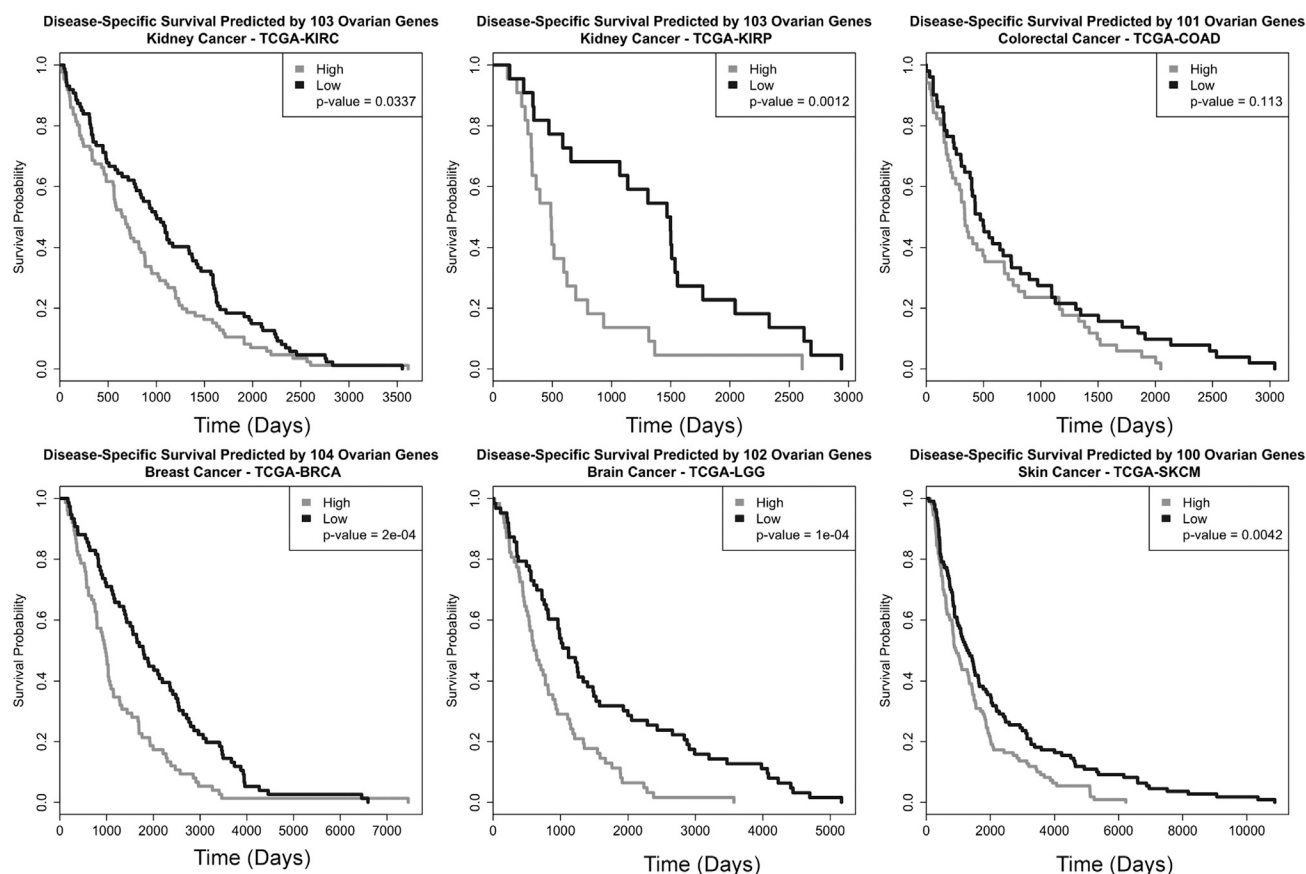 Disease-Specific Survival Predicted by 103 Ovarian Genes
Kidney Cancer - TCGA-KIRC
High
Low
p-value = 0.0337
Survival Probability
0.0 0.2 0.4 0.6 0.8 1.0
0 500 1000 1500 2000 2500 3000 3500
Time (Days)
Disease-Specific Survival Predicted by 103 Ovarian Genes
Kidney Cancer - TCGA-KIRP
High
Low
p-value = 0.0012
Survival Probability
0.0 0.2 0.4 0.6 0.8 1.0
0 500 1000 1500 2000 2500 3000
Time (Days)
Disease-Specific Survival Predicted by 101 Ovarian Genes
Colorectal Cancer - TCGA-COAD
High
Low
p-value = 0.113
Survival Probability
0.0 0.2 0.4 0.6 0.8 1.0
0 500 1000 1500 2000 2500 3000
Time (Days)
Disease-Specific Survival Predicted by 104 Ovarian Genes
Breast Cancer - TCGA-BRCA
High
Low
p-value = 2e-04
Survival Probability
0.0 0.2 0.4 0.6 0.8 1.0
0 1000 2000 3000 4000 5000 6000 7000
Time (Days)
Disease-Specific Survival Predicted by 102 Ovarian Genes
Brain Cancer - TCGA-LGG
High
Low
p-value = 1e-04
Survival Probability
0.0 0.2 0.4 0.6 0.8 1.0
0 1000 2000 3000 4000 5000
Time (Days)
Disease-Specific Survival Predicted by 100 Ovarian Genes
Skin Cancer - TCGA-SKCM
High
Low
p-value = 0.0042
Survival Probability
0.0 0.2 0.4 0.6 0.8 1.0
0 2000 4000 6000 8000 10000
Time (Days)